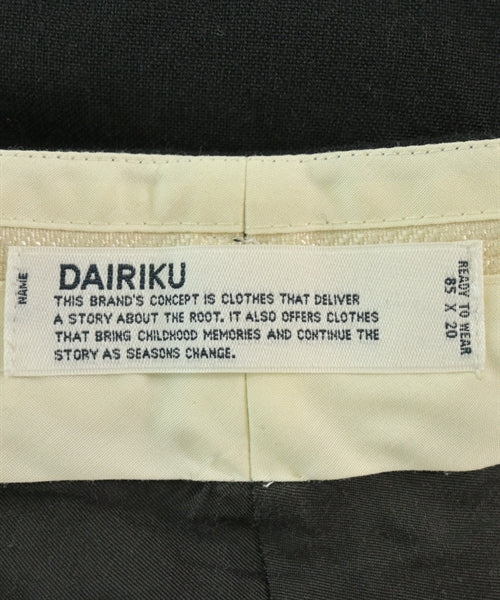 NAME
DAIRIKU
THIS BRAND'S CONCEPT IS CLOTHES THAT DELIVER
A STORY ABOUT THE ROOT. IT ALSO OFFERS CLOTHES
THAT BRING CHILDHOOD MEMORIES AND CONTINUE THE
STORY AS SEASONS CHANGE.
READY TO WEAR
85 X 20